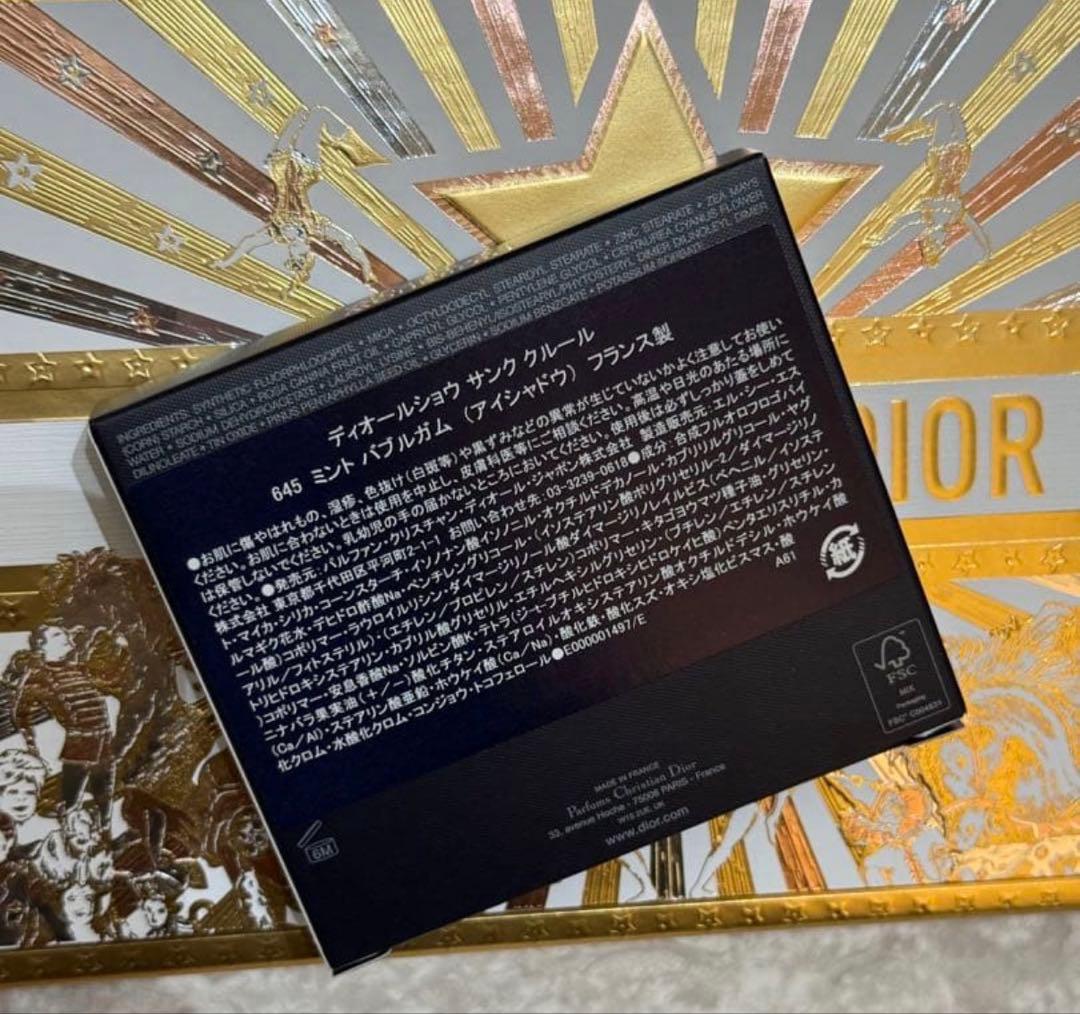 INGREDIENTS: SYNTHETIC FLUORPHLOGOPITE • MICA • OCTYLDODECYL STEAROYL STEARATE • ZINC STEARATE • ZEA MAYS
(CORN) STARCH • SILICA • ROSA CANINA FRUIT OIL • CAPRYLYL GLYCOL • PENTYLENE GLYCOL • CENTAUREA CYANUS FLOWER
WATER • SODIUM DEHYDROACETATE • LAUROYL LYSINE • BIS-BEHENYL/ISOSTEARYL/PHYTOSTERYL DIMER DILINOLEYL DIMER
DILINOLEATE • TIN OXIDE • PINUS PENTAPHYLLA SEED OIL • GLYCERIN • SODIUM BENZOATE • POTASSIUM SORBATE
ディオールショウ サンク クルール
645 ミント バブルガム (アイシャドウ) フランス製
●お肌に傷やはれもの、湿疹、色抜け(白斑等)や黒ずみなどの異常が生じていないかよく注意してお使い
ください。お肌に合わないときは使用を中止し、皮膚科医等にご相談ください。高温や日光のあたる場所に
は保管しないでください。乳幼児の手の届かないところにおいてください。使用後は必ずしっかり蓋をしめて
ください。●発売元:パルファン・クリスチャン・ディオール・ジャポン株式会社 製造販売元:エル・シー・エス
株式会社 東京都千代田区平河町2-1-1 お問い合わせ先:03-3239-0618●成分:合成フルオロフロゴパイ
ト・マイカ・シリカ・コーンスターチ・イソノナン酸イソノニル・オクチルドデカノール・カプリリルグリコール・ヤグ
ルマギク花水・デヒドロ酢酸Na・ペンチレングリコール・(イソステアリン酸ポリグリセリル-2/ダイマージリノ
ール酸)コポリマー・ラウロイルリシン・ダイマージリノール酸ダイマージリノレイルビス(ベヘニル/イソステ
アリル/フィトステリル)・(エチレン/プロピレン/スチレン)コポリマー・キタゴヨウマツ種子油・グリセリン・
トリヒドロキシステアリン・カプリル酸グリセリル・エチルヘキシルグリセリン・(ブチレン/エチレン/スチレン
)コポリマー・安息香酸Na・ソルビン酸K・テトラ(ジ-t-ブチルヒドロキシヒドロケイヒ酸)ペンタエリスリチル・カ
ニナバラ果実油・(+/-)酸化チタン・ステアロイルオキシステアリン酸オクチルドデシル・ホウケイ酸
(Ca/Al)・ステアリン酸亜鉛・ホウケイ酸(Ca/Na)・酸化鉄・酸化スズ・オキシ塩化ビスマス・酸
化クロム・水酸化クロム・コンジョウ・トコフェロール●E000001497/E
A61
紙
FSC
MIX
FSC® C004531
6M
MADE IN FRANCE
Parfums Christian Dior
33, avenue Hoche - 75008 PARIS - France
W1S 2UK, UK
www.dior.com
DIOR